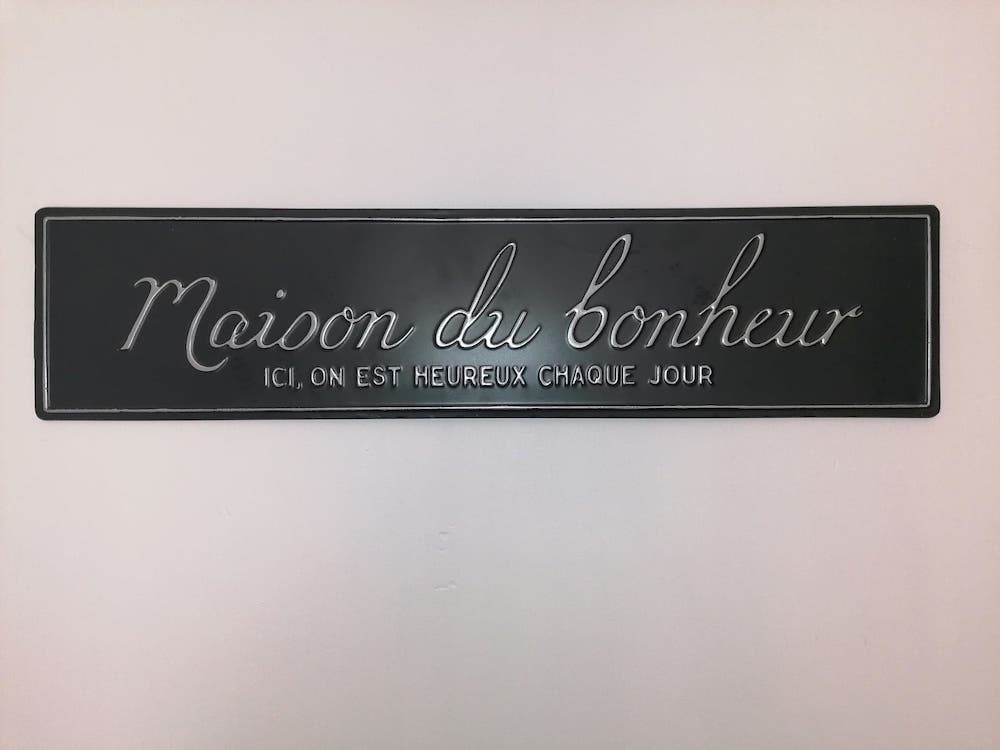 Maison du bonheur
ICI, ON EST HEUREUX CHAQUE JOUR